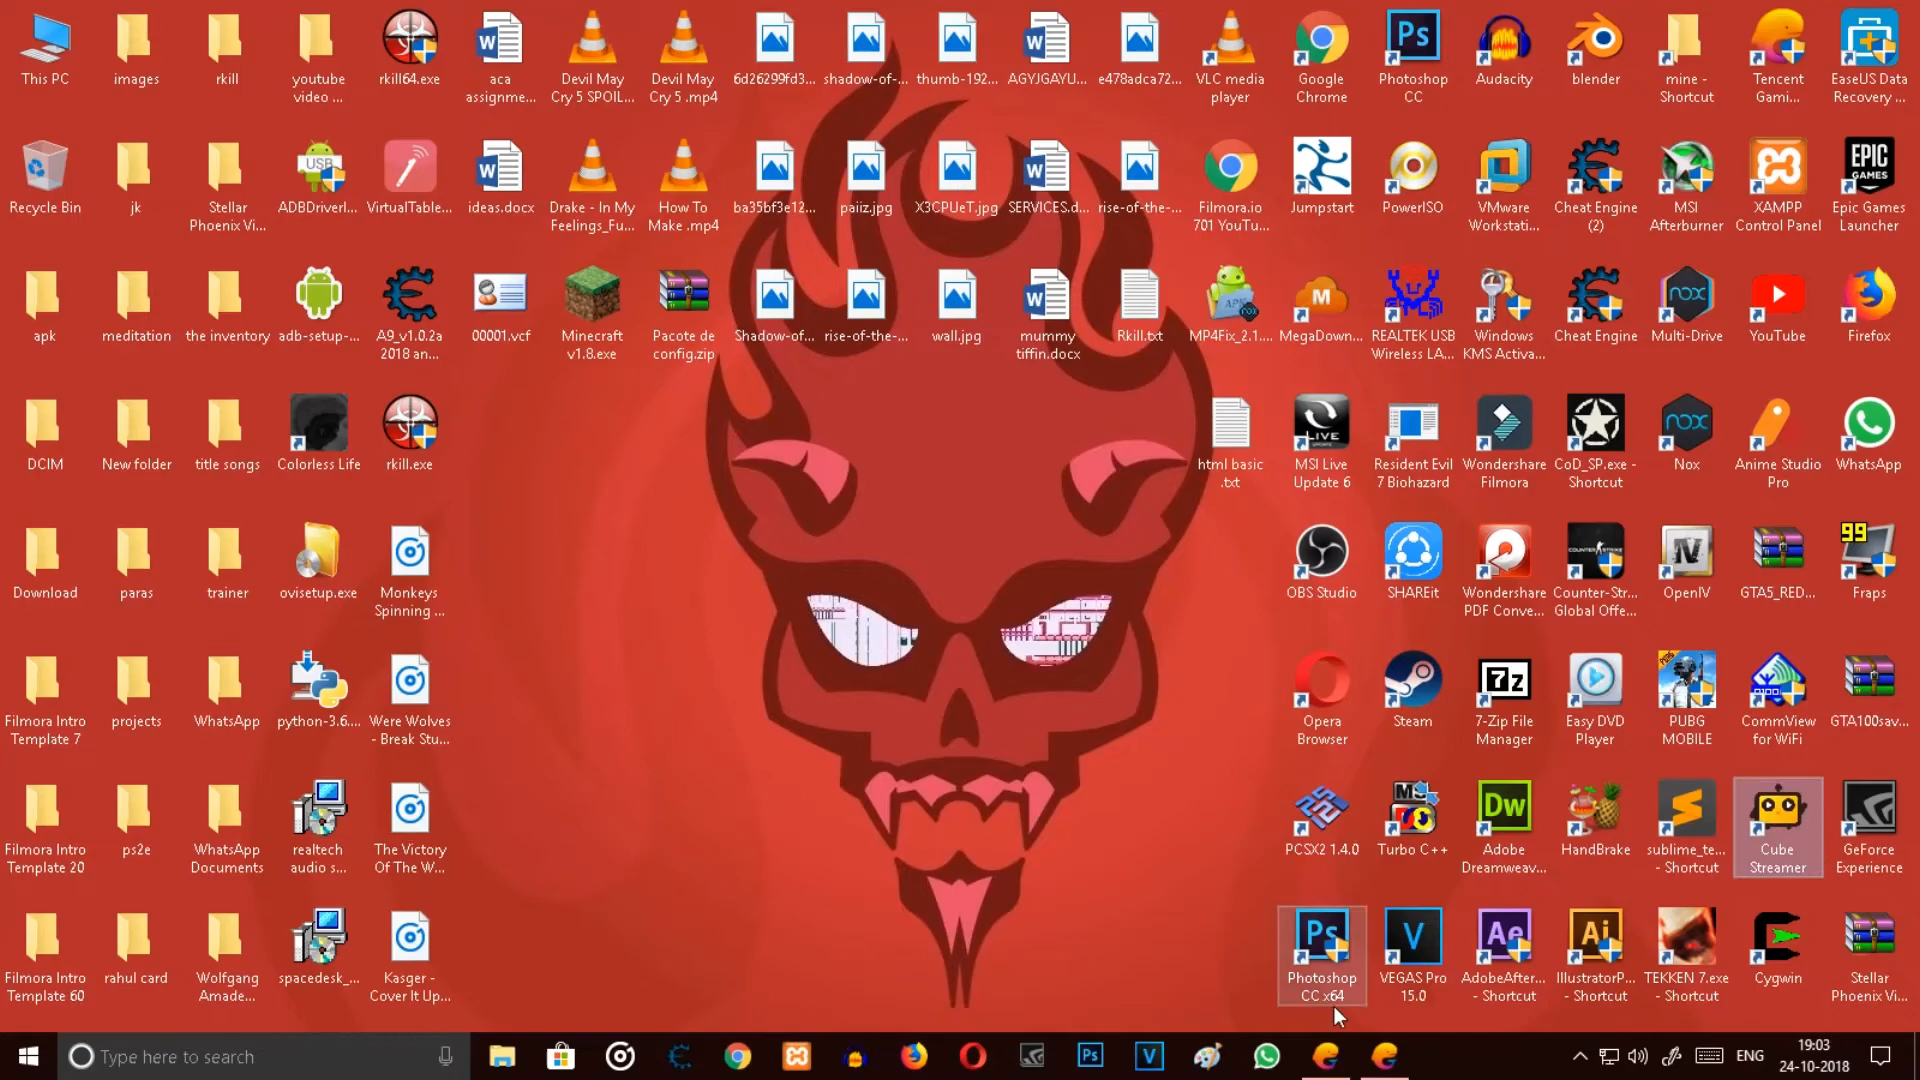 This PC
images
rkill
youtube
video ...
rkill64.exe
aca
assignme...
Devil May
Cry 5 SPOIL...
Devil May
Cry 5 .mp4
6d26299fd3...
shadow-of-...
thumb-192...
AGYJGAYU...
e478adca72...
VLC media
player
Google
Chrome
Photoshop
CC
Audacity
blender
mine -
Shortcut
Tencent
Gami...
EaseUS Data
Recovery ...
Recycle Bin
jk
Stellar
Phoenix Vi...
ADBDriverI...
VirtualTable...
ideas.docx
Drake - In My
Feelings_Fu...
How To
Make .mp4
ba35bf3e12...
paiiz.jpg
X3CPUeT.jpg
SERVICES.d...
rise-of-the-...
Filmora.io
701 YouTu...
Jumpstart
PowerISO
VMware
Workstati...
Cheat Engine
(2)
MSI
Afterburner
XAMPP
Control Panel
Epic Games
Launcher
apk
meditation
the inventory
adb-setup-...
A9_v1.0.2a
2018 an...
00001.vcf
Minecraft
v1.8.exe
Pacote de
config.zip
Shadow-of...
rise-of-the-...
wall.jpg
mummy
tiffin.docx
Rkill.txt
MP4Fix_2.1....
MegaDown...
REALTEK USB
Wireless LA...
Windows
KMS Activa...
Cheat Engine
Multi-Drive
YouTube
Firefox
DCIM
New folder
title songs
Colorless Life
rkill.exe
html basic
.txt
MSI Live
Update 6
Resident Evil
7 Biohazard
Wondershare
Filmora
CoD_SP.exe -
Shortcut
Nox
Anime Studio
Pro
WhatsApp
Download
paras
trainer
ovisetup.exe
Monkeys
Spinning ...
OBS Studio
SHAREit
Wondershare
PDF Conve...
Counter-Str...
Global Offe...
OpenIV
GTA5_RED...
Fraps
Filmora Intro
Template 7
projects
WhatsApp
python-3.6....
Were Wolves
- Break Stu...
Opera
Browser
Steam
7-Zip File
Manager
Easy DVD
Player
PUBG
MOBILE
CommView
for WiFi
GTA100sav...
Filmora Intro
Template 20
ps2e
WhatsApp
Documents
realtech
audio s...
The Victory
Of The W...
PCSX2 1.4.0
Turbo C++
Adobe
Dreamweav...
HandBrake
sublime_te...
- Shortcut
Cube
Streamer
GeForce
Experience
Filmora Intro
Template 60
rahul card
Wolfgang
Amade...
spacedesk_...
Kasger -
Cover It Up...
Photoshop
CC x64
VEGAS Pro
15.0
AdobeAfter...
- Shortcut
IllustratorP...
- Shortcut
TEKKEN 7.exe
- Shortcut
Cygwin
Stellar
Phoenix Vi...
Type here to search
ENG
19:03
24-10-2018